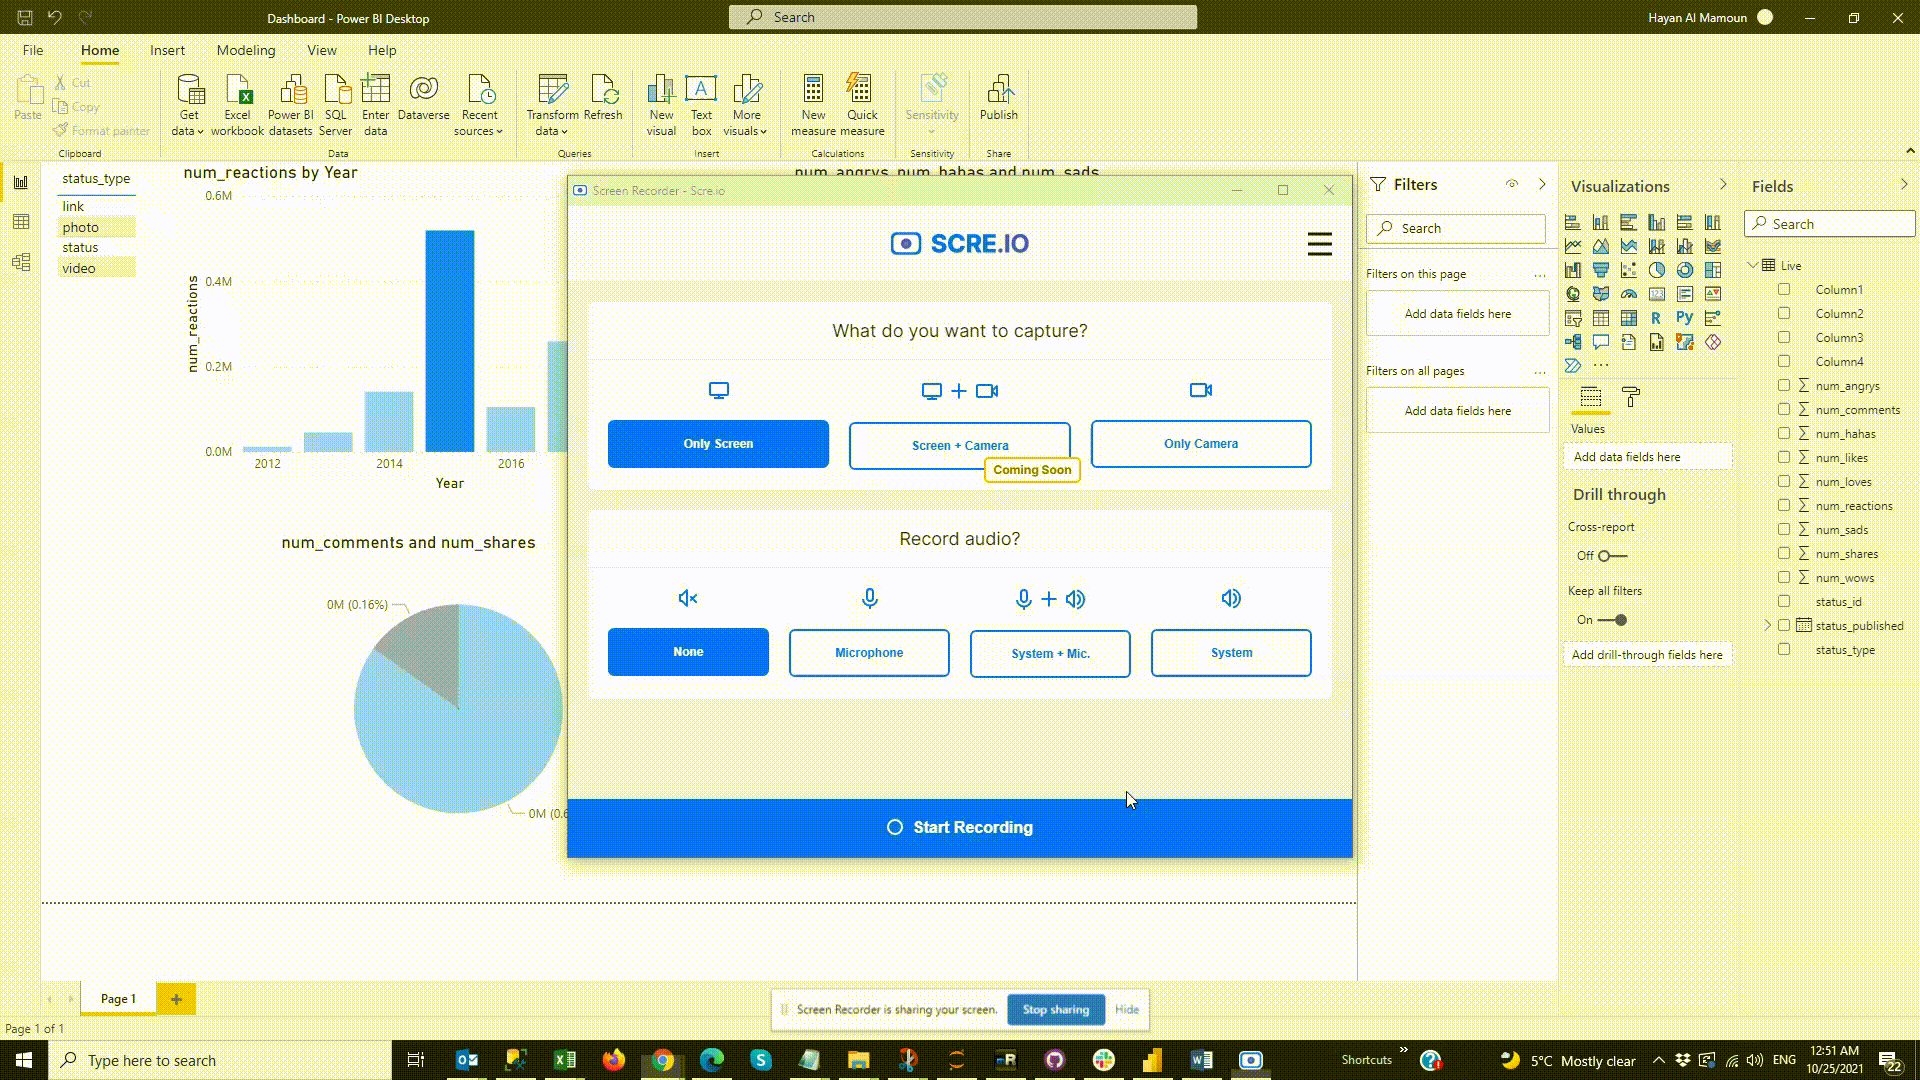 Dashboard - Power BI Desktop
Search
Hayan Al Mamoun
File
Home
Insert
Modeling
View
Help
Paste
Cut
Copy
Format painter
Clipboard
Get data
Excel workbook
Power BI datasets
SQL Server
Enter data
Dataverse
Recent sources
Data
Transform data
Refresh
Queries
New visual
Text box
More visuals
Insert
New measure
Quick measure
Calculations
Sensitivity
Sensitivity
Publish
Share
status_type
link
photo
status
video
num_reactions by Year
num_reactions
0.6M
0.4M
0.2M
0.0M
2012
2014
2016
Year
num_angrys, num_hahas and num_sads
num_comments and num_shares
0M (0.16%)
0M (0.
Screen Recorder - Scre.io
SCRE.IO
What do you want to capture?
Only Screen
Screen + Camera
Coming Soon
Only Camera
Record audio?
None
Microphone
System + Mic.
System
Start Recording
Filters
Search
Filters on this page
...
Add data fields here
Filters on all pages
...
Add data fields here
Visualizations
R
Py
...
Values
Add data fields here
Drill through
Cross-report
Off
Keep all filters
On
Add drill-through fields here
Fields
Search
Live
Column1
Column2
Column3
Column4
num_angrys
num_comments
num_hahas
num_likes
num_loves
num_reactions
num_sads
num_shares
num_wows
status_id
status_published
status_type
Page 1
+
Screen Recorder is sharing your screen.
Stop sharing
Hide
Page 1 of 1
Type here to search
Shortcuts
5°C Mostly clear
ENG
12:51 AM
10/25/2021
22